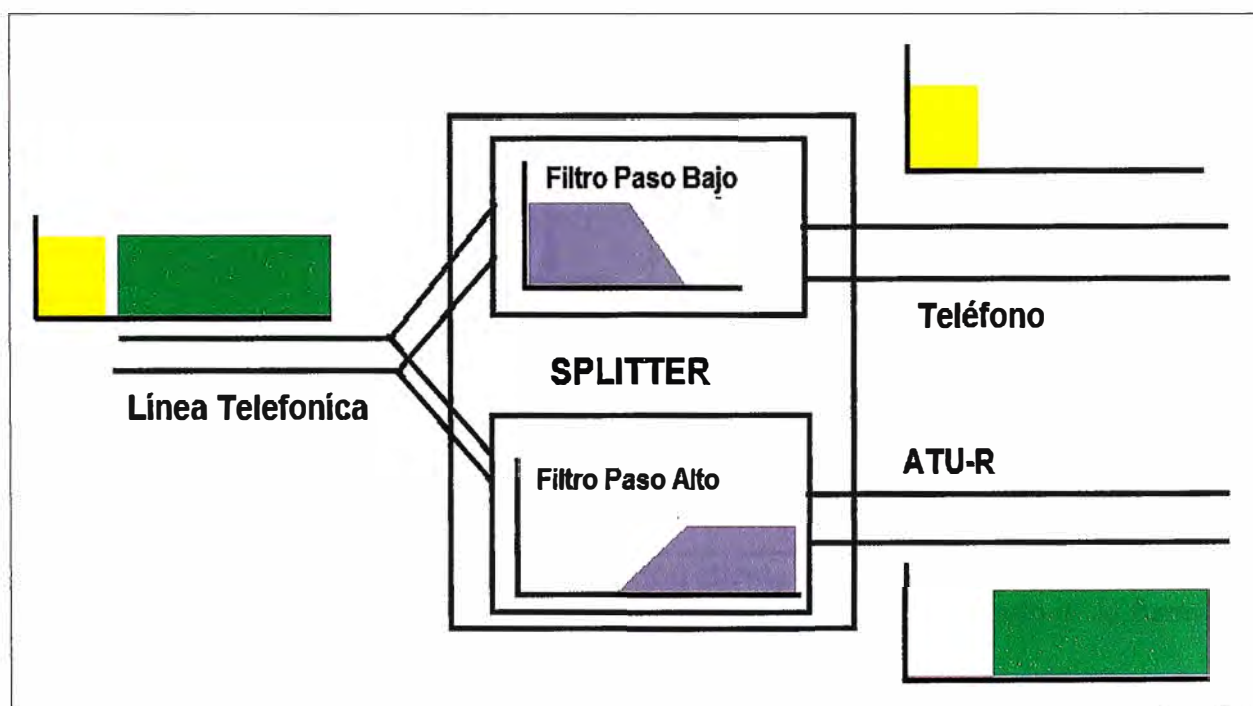 Filtro Paso Bajo
Teléfono
SPLITTER
Línea Telefoníca
ATU-R
Filtro Paso Alto